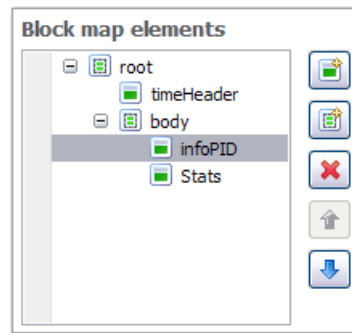 Block map elements
root
timeHeader
body
infoPID
Stats